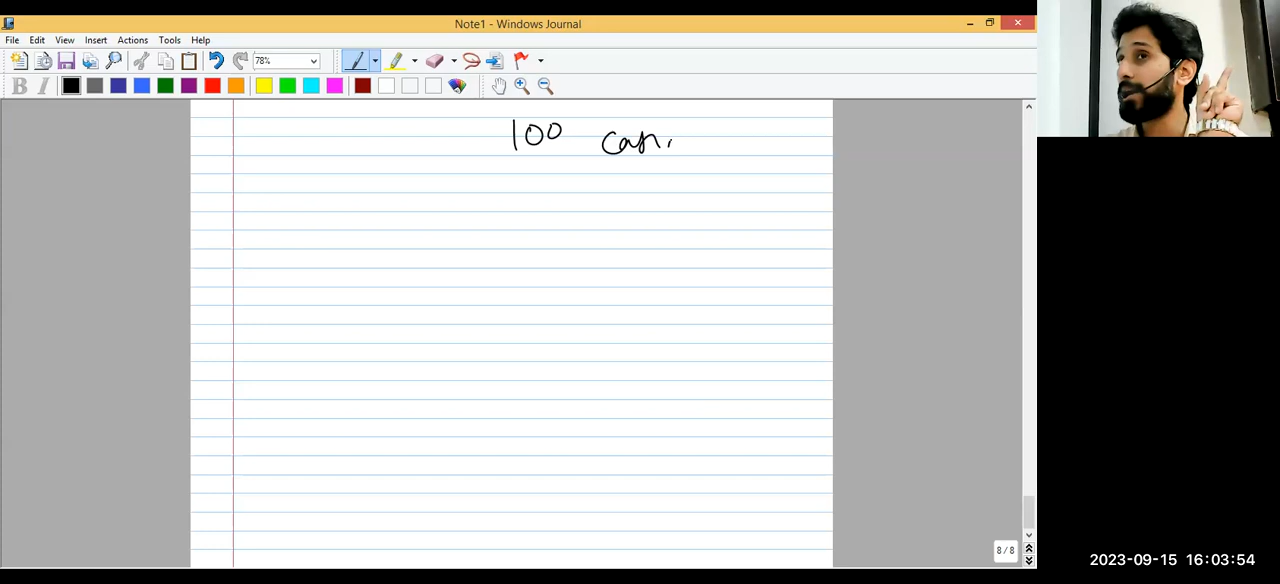 Note1 - Windows Journal
File Edit View Insert Actions Tools Help
78%
B I
100
8 / 8
2023-09-15 16:03:54